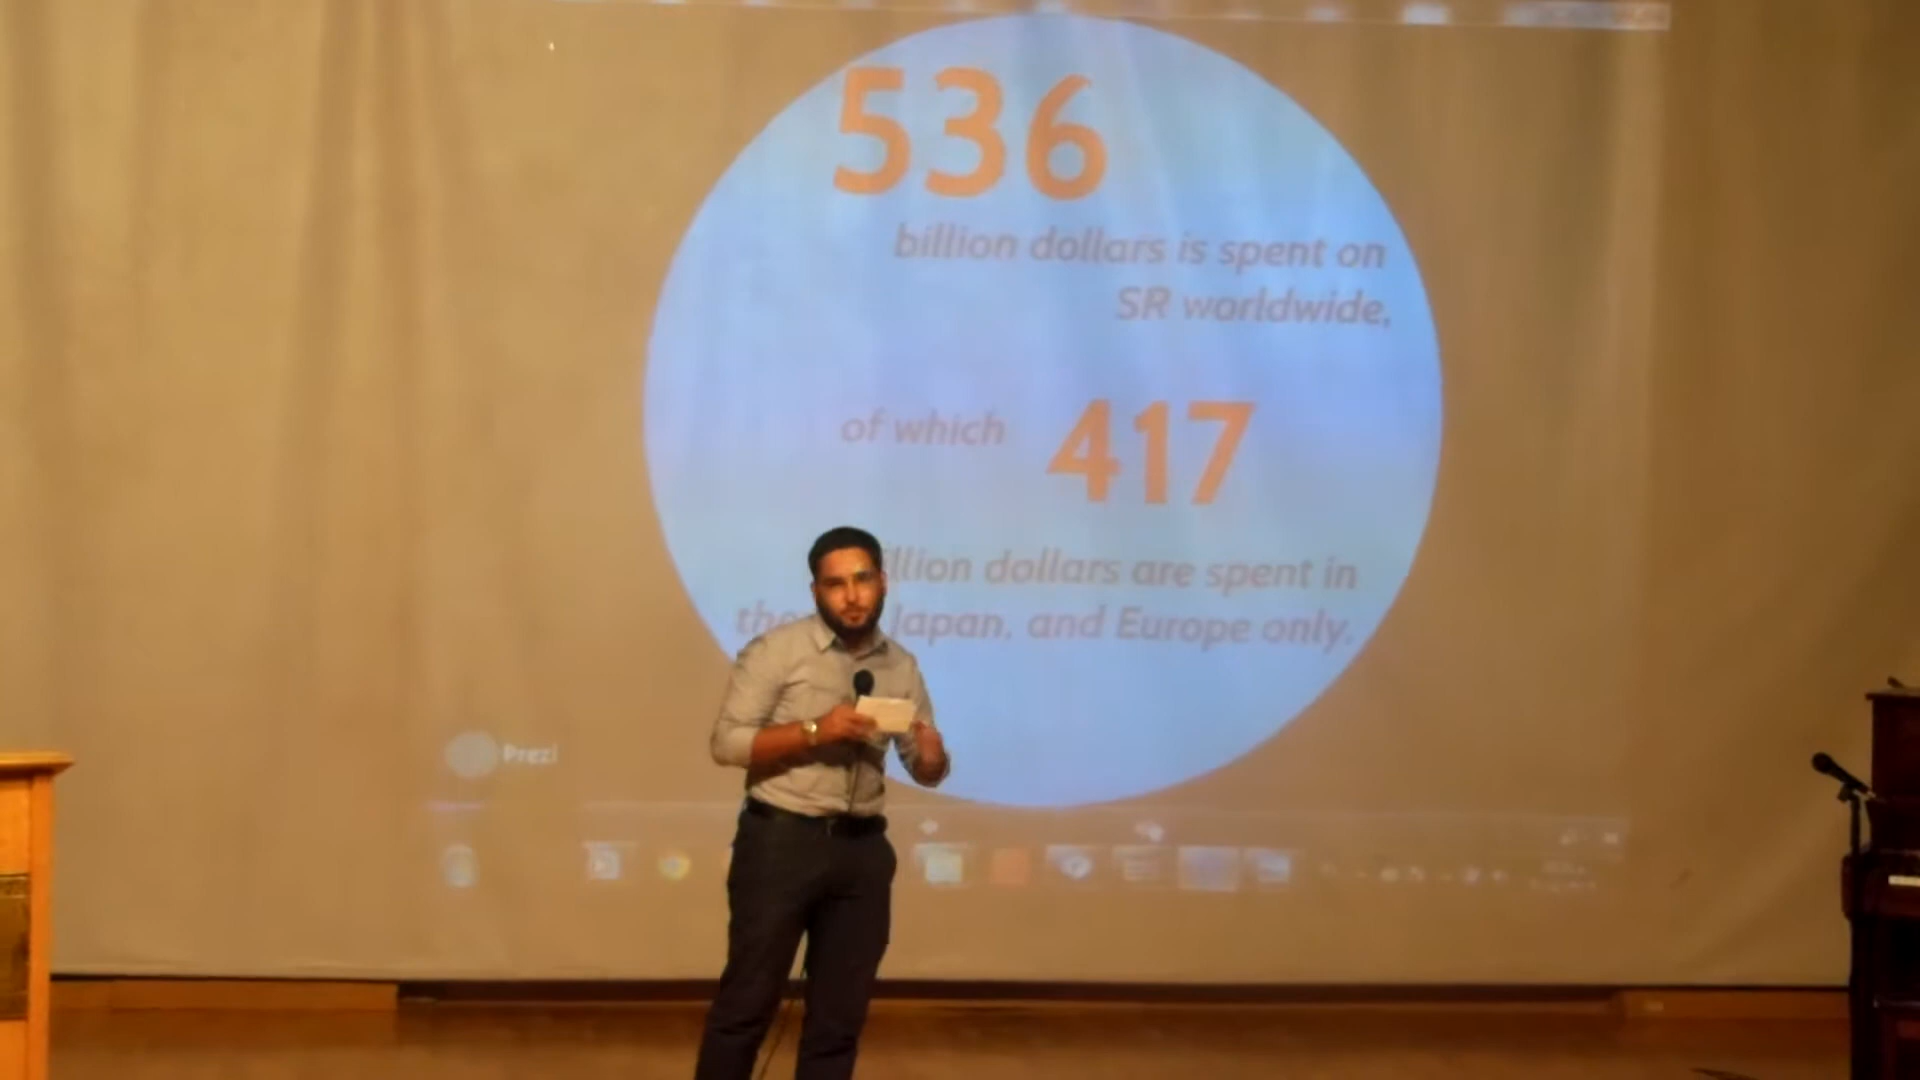 536
billion dollars is spent on
SR worldwide,
of which 417
llion dollars are spent in
the Japan, and Europe only.
Prezi